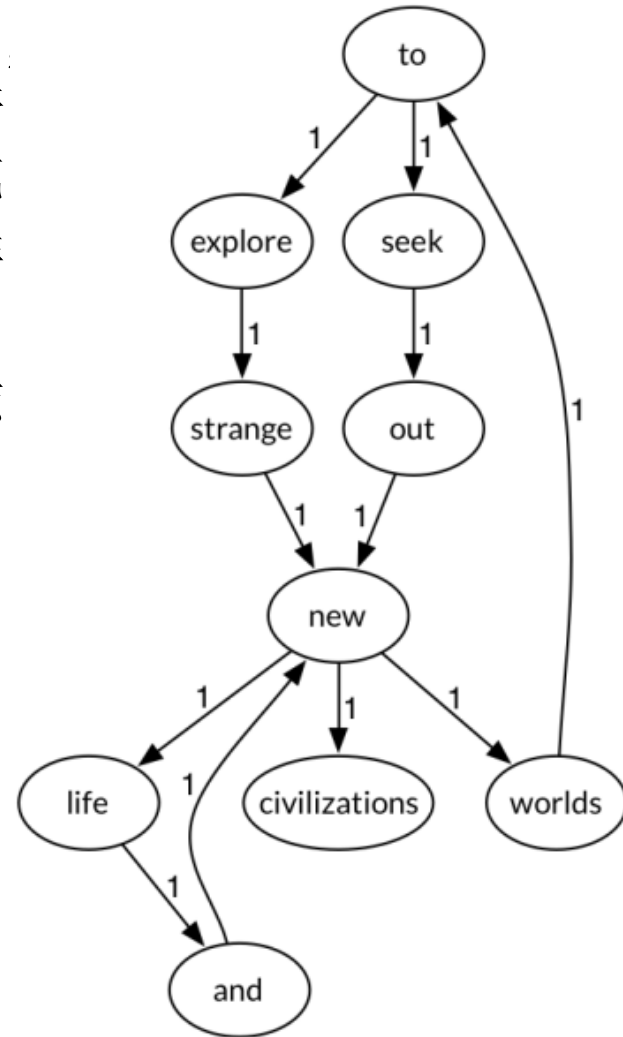 to
1
1
explore
seek
1
1
strange
out
1
1
1
new
1
1
1
1
life
civilizations
worlds
1
and